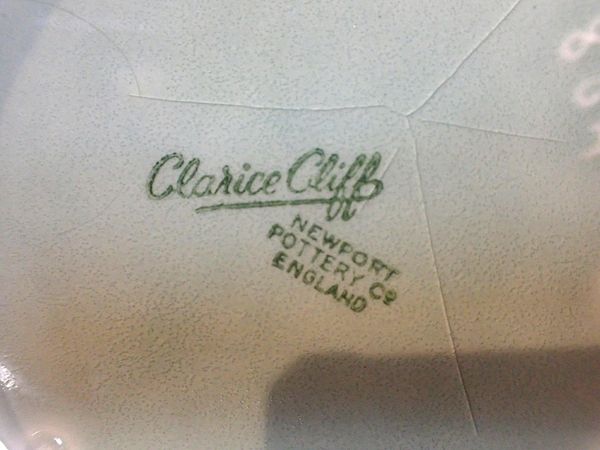 Clarice Cliff
NEWPORT
POTTERY Co
ENGLAND